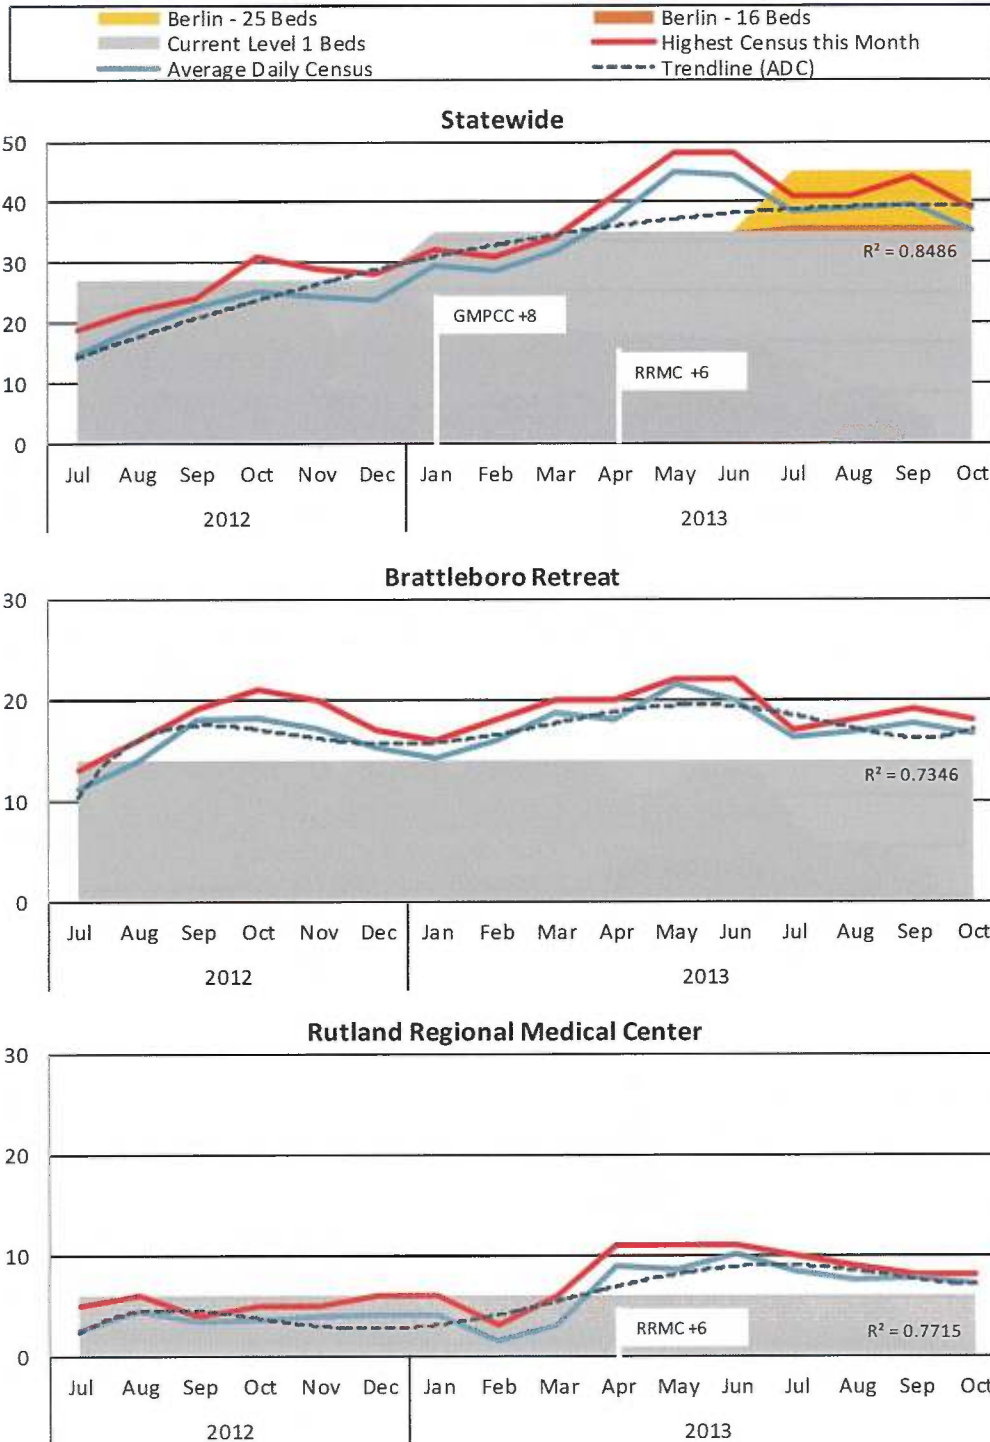 Berlin - 25 Beds Berlin - 16 Beds
Current Level 1 Beds Highest Census this Month
Average Daily Census Trendline (ADC)
Statewide
50
40
30
20
10
0
R² = 0.8486
GMPCC +8
RRMC +6
Jul Aug Sep Oct Nov Dec Jan Feb Mar Apr May Jun Jul Aug Sep Oct
2012 2013
Brattleboro Retreat
30
20
10
0
R² = 0.7346
Jul Aug Sep Oct Nov Dec Jan Feb Mar Apr May Jun Jul Aug Sep Oct
2012 2013
Rutland Regional Medical Center
30
20
10
0
RRMC +6 R² = 0.7715
Jul Aug Sep Oct Nov Dec Jan Feb Mar Apr May Jun Jul Aug Sep Oct
2012 2013